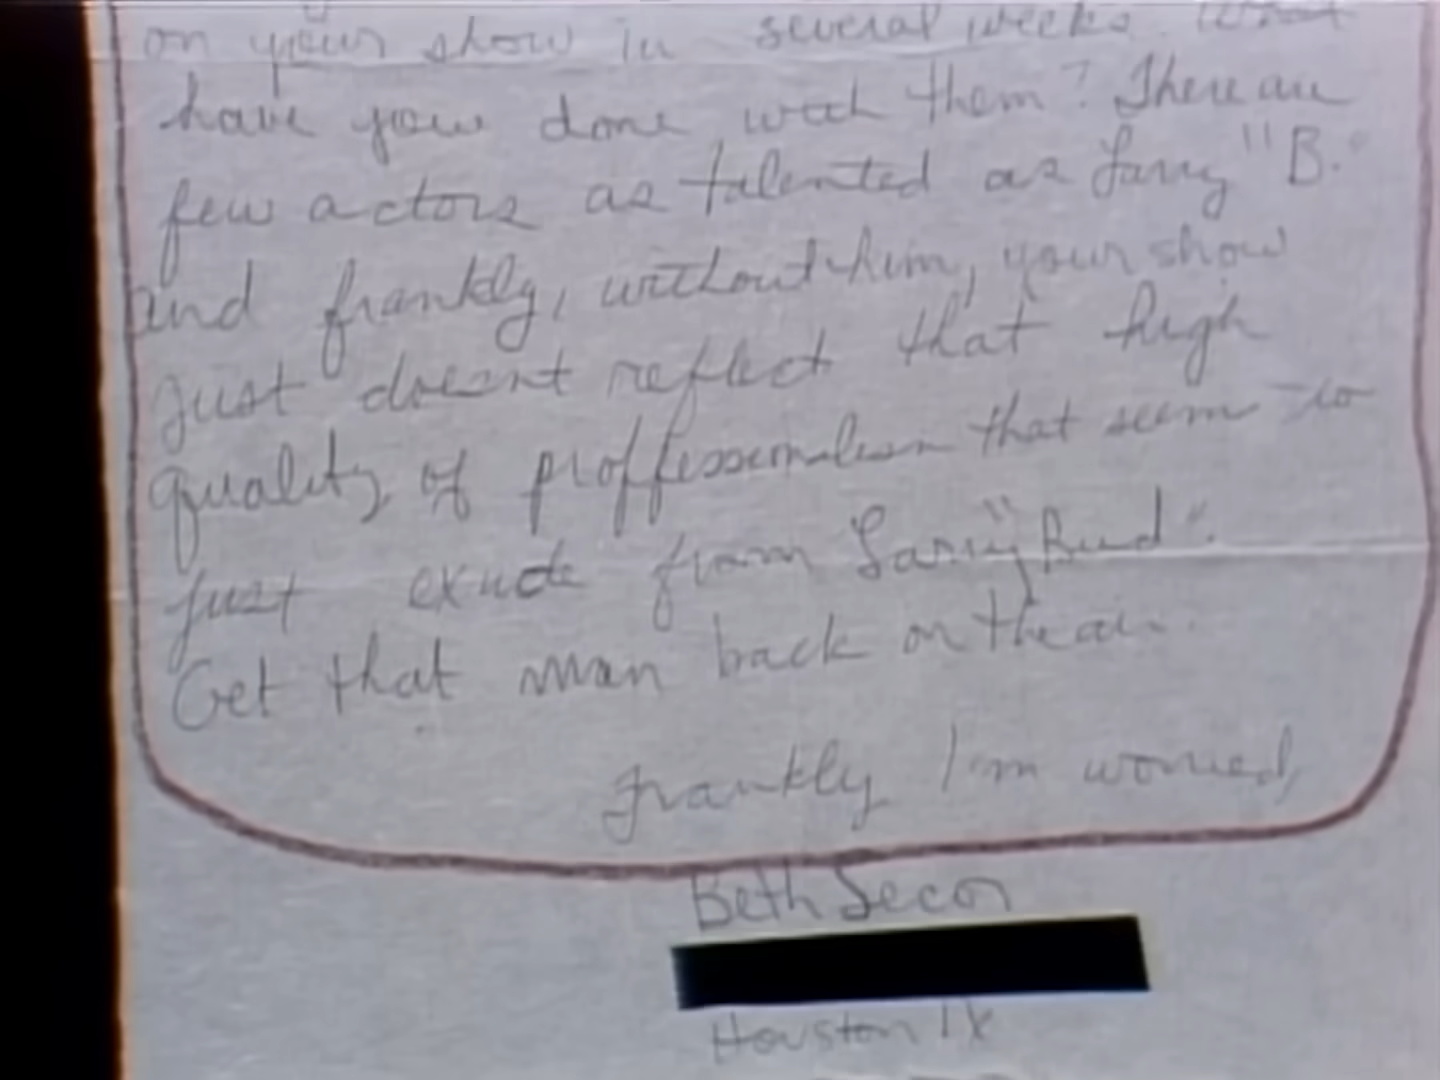 on your show in several weeks. What
have you done with them? There are
few actors as talented as Larry "B."
and frankly, without him, your show
just doesnt reflect that high
quality of proffessionalism that seem to
just exude from Larry "Bud".
Get that man back on the air.
Frankly I'm worried,
Beth Secor
Houston TX